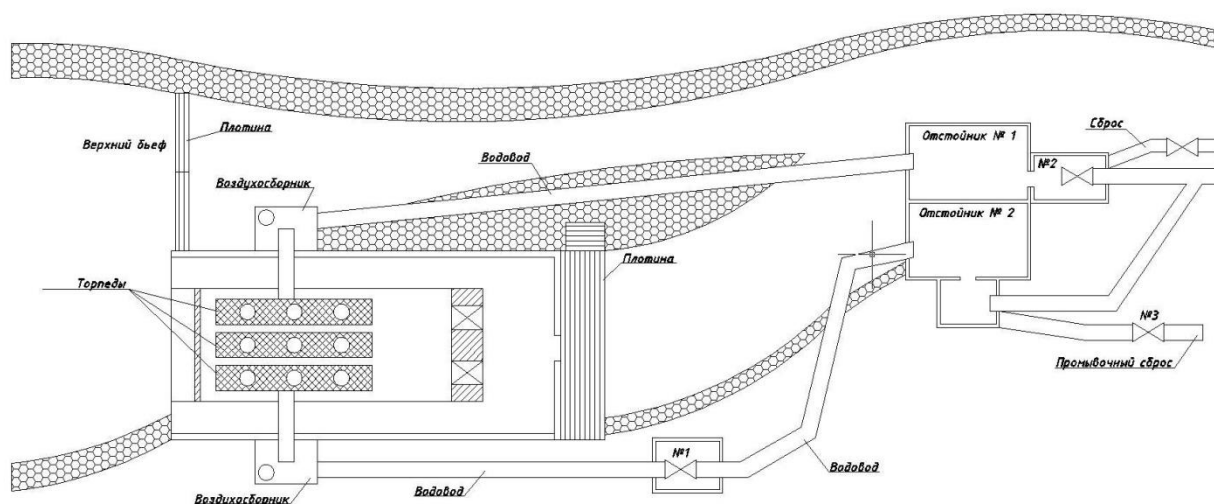 Отстойник № 1
Сброс
№2
Плотина
Верхний бьеф
Водовод
Воздухосборник
Отстойник № 2
Плотина
Торпеды
№3
Промывочный сброс
№1
Водовод
Водовод
Воздихосборник